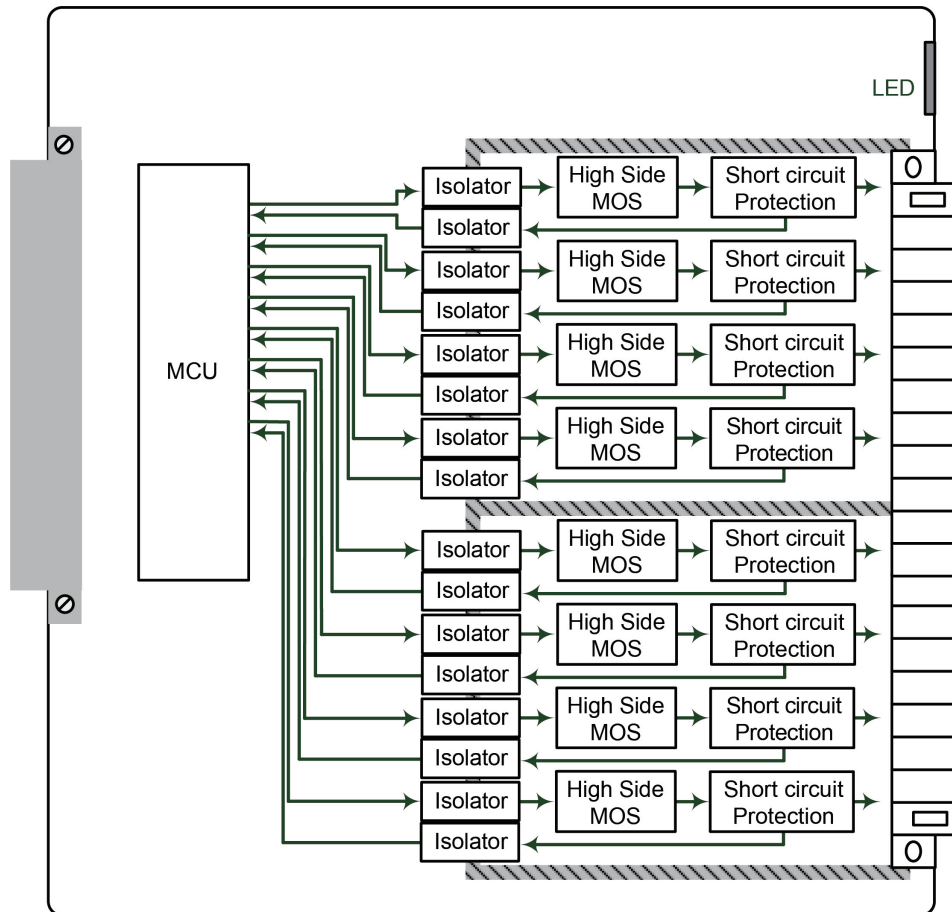 LED
MCU
Isolator
High Side
MOS
Short circuit
Protection
Isolator
Isolator
High Side
MOS
Short circuit
Protection
Isolator
Isolator
High Side
MOS
Short circuit
Protection
Isolator
Isolator
High Side
MOS
Short circuit
Protection
Isolator
Isolator
High Side
MOS
Short circuit
Protection
Isolator
Isolator
High Side
MOS
Short circuit
Protection
Isolator
Isolator
High Side
MOS
Short circuit
Protection
Isolator
Isolator
High Side
MOS
Short circuit
Protection
Isolator